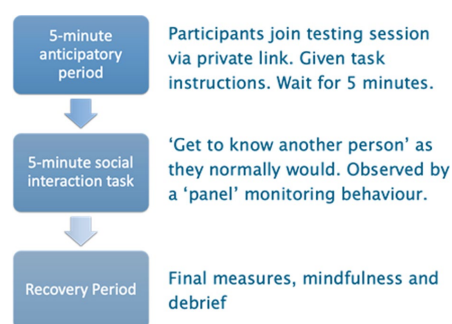 5-minute
anticipatory
period
Participants join testing session
via private link. Given task
instructions. Wait for 5 minutes.
5-minute social
interaction task
‘Get to know another person’ as
they normally would. Observed by
a ‘panel’ monitoring behaviour.
Recovery Period
Final measures, mindfulness and
debrief